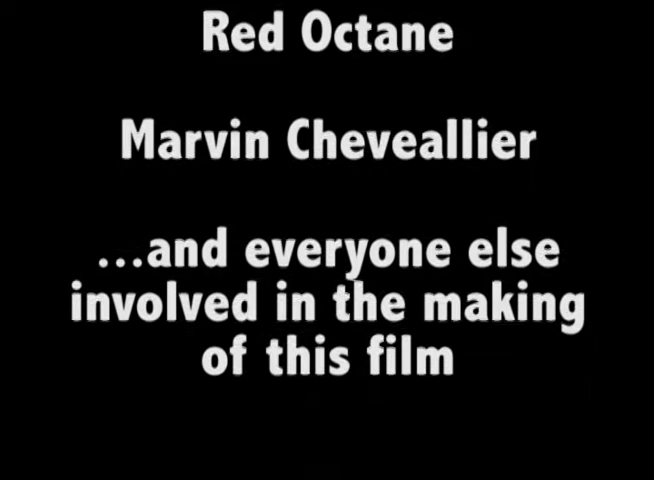 Red Octane
Marvin Cheveallier
...and everyone else
involved in the making
of this film